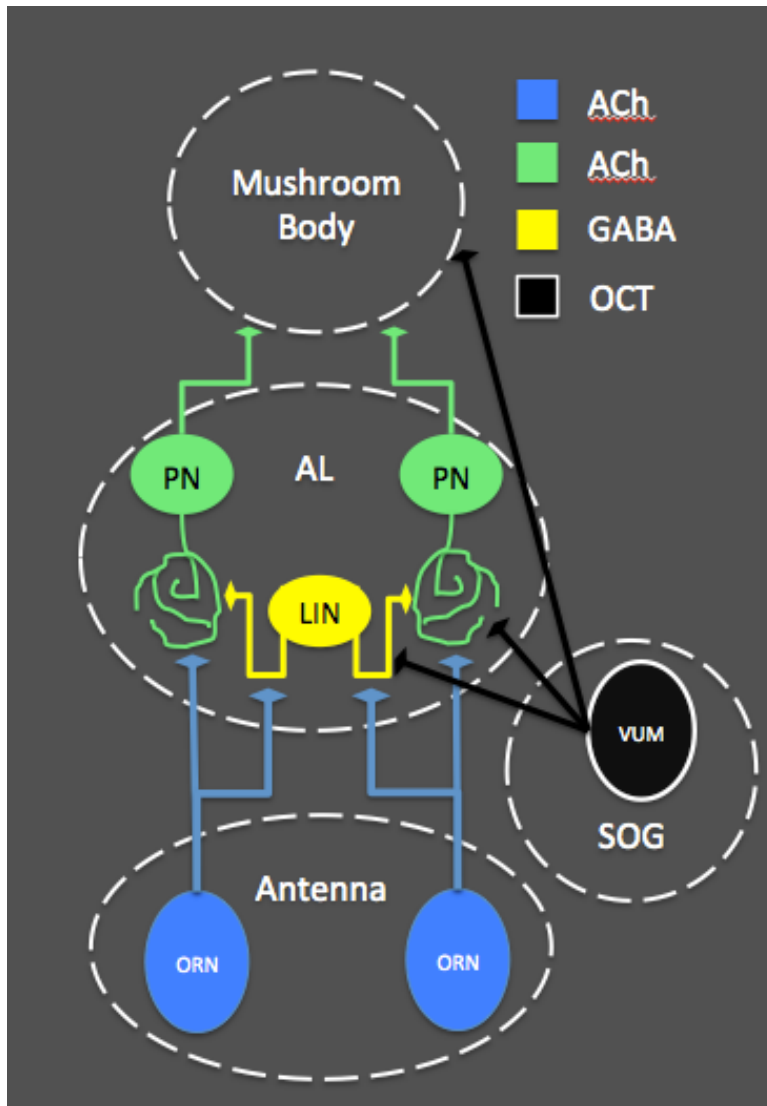 Mushroom
Body
ACh
ACh
GABA
OCT
PN
AL
PN
LIN
VUM
SOG
Antenna
ORN
ORN